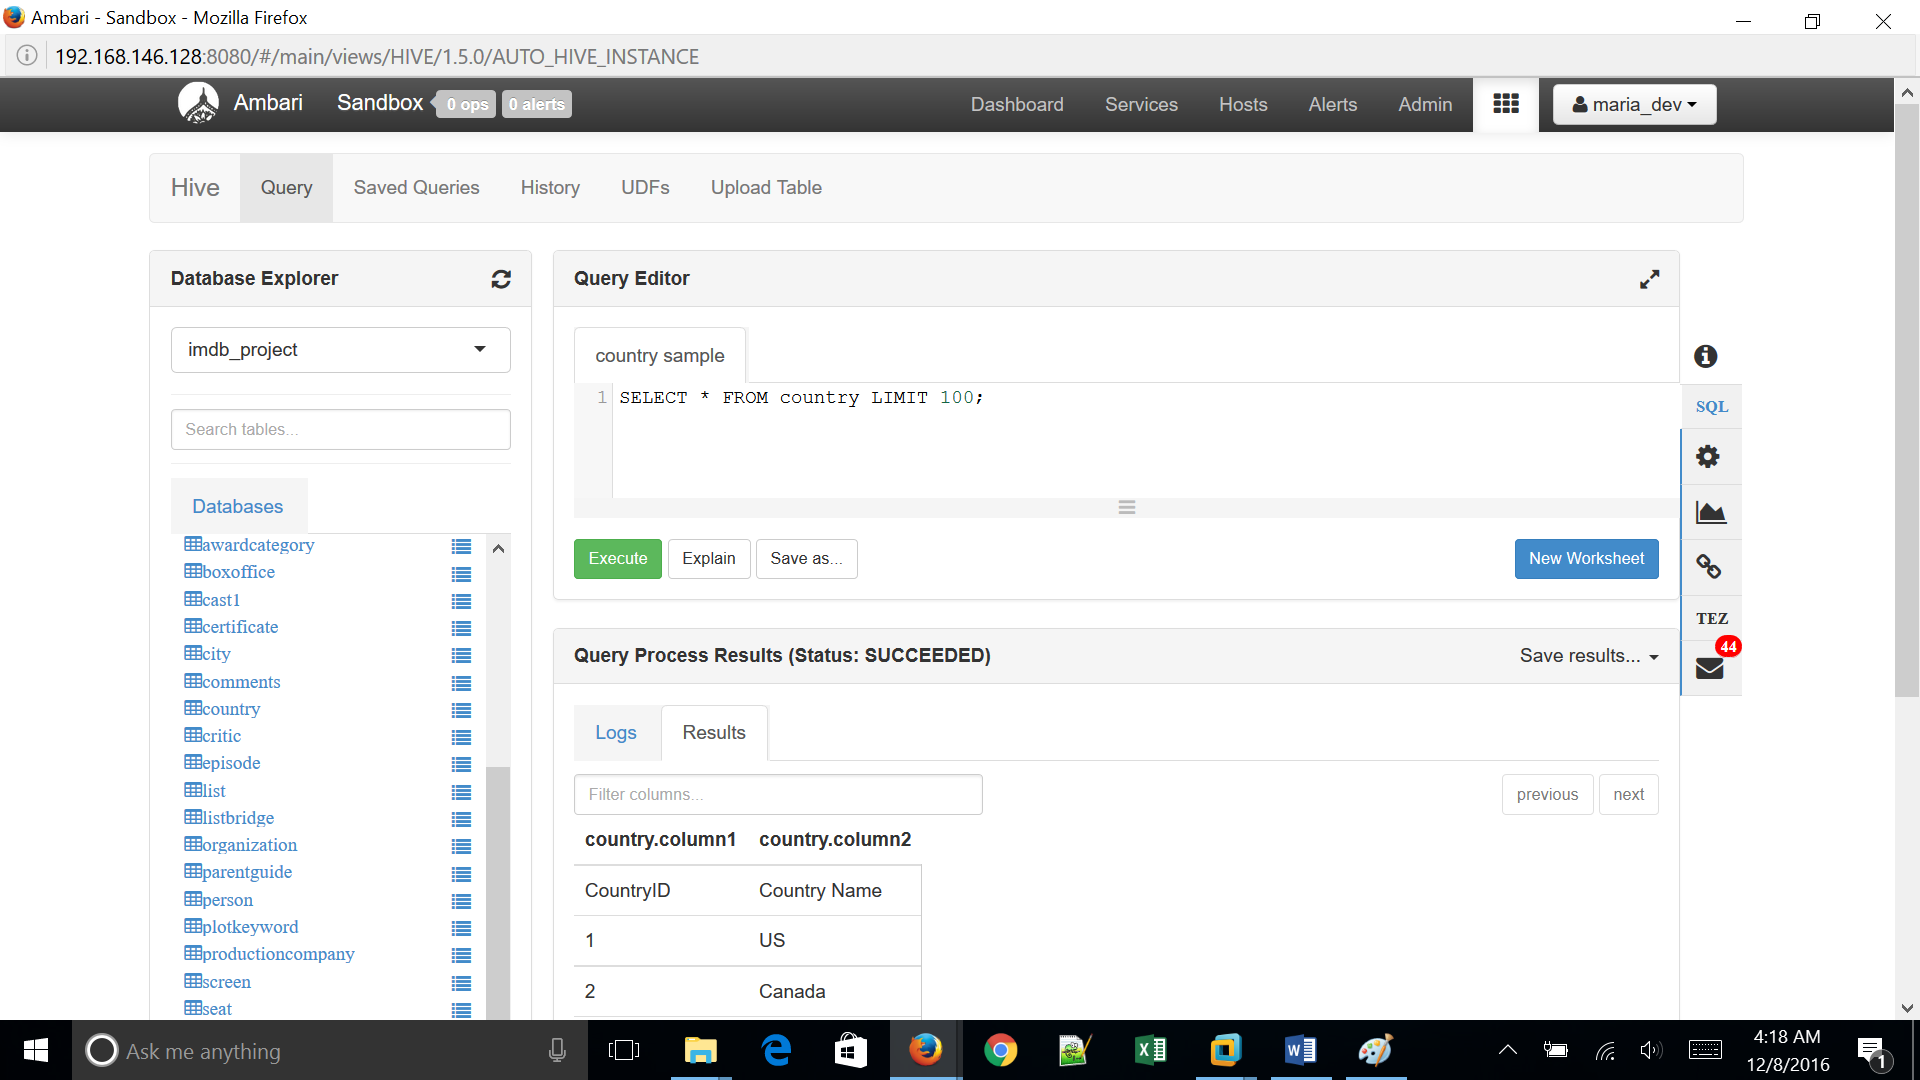 Ambari - Sandbox - Mozilla Firefox
192.168.146.128:8080/#/main/views/HIVE/1.5.0/AUTO_HIVE_INSTANCE
Ambari Sandbox 0 ops 0 alerts Dashboard Services Hosts Alerts Admin maria_dev
Hive Query Saved Queries History UDFs Upload Table
Database Explorer
imdb_project
Search tables...
Databases
awardcategory
boxoffice
cast1
certificate
city
comments
country
critic
episode
list
listbridge
organization
parentguide
person
plotkeyword
productioncompany
screen
seat
Query Editor
country sample
1 SELECT * FROM country LIMIT 100;
Execute Explain Save as... New Worksheet
SQL
TEZ
44
Query Process Results (Status: SUCCEEDED) Save results...
Logs Results
Filter columns... previous next
country.column1 country.column2
CountryID Country Name
1 US
2 Canada
Ask me anything
4:18 AM
12/8/2016
1